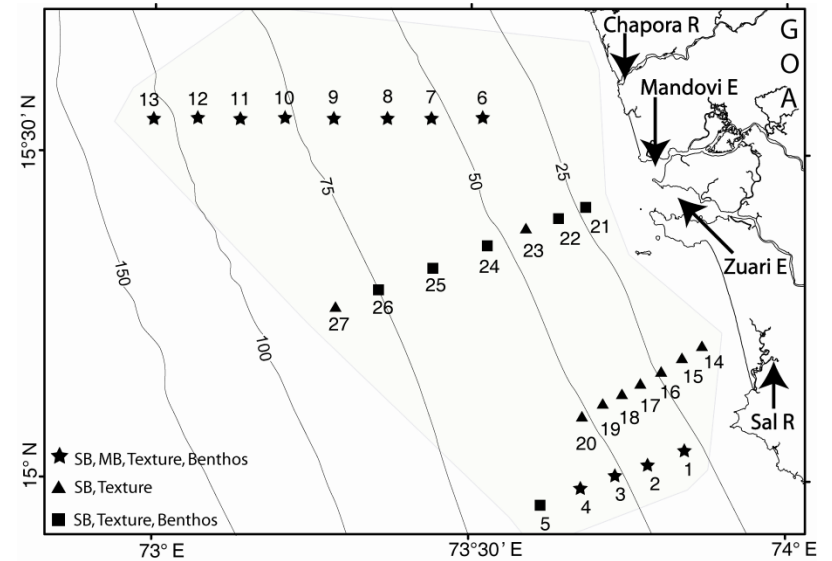 Chapora R
G
O
A
Mandovi E
13 12 11 10 9 8 7 6
15°30' N
75
50
25
21
22
23
24
25
26
27
Zuari E
150
100
14
15
16
17
18
19
20
Sal R
15° N
SB, MB, Texture, Benthos
SB, Texture
SB, Texture, Benthos
1
2
3
4
5
73° E
73°30' E
74° E